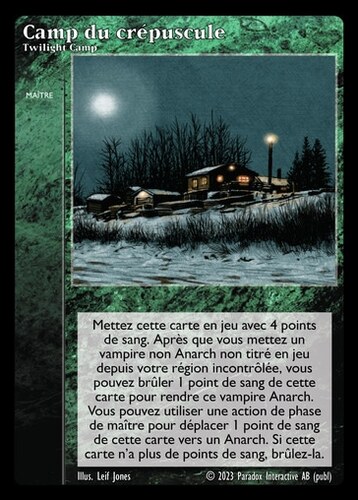 Camp du crépuscule
Twilight Camp
MAÎTRE
Mettez cette carte en jeu avec 4 points
de sang. Après que vous mettez un
vampire non Anarch non titré en jeu
depuis votre région incontrôlée, vous
pouvez brûler 1 point de sang de cette
carte pour rendre ce vampire Anarch.
Vous pouvez utiliser une action de phase
de maître pour déplacer 1 point de sang
de cette carte vers un Anarch. Si cette
carte n'a plus de points de sang, brûlez-la.
Illus. Leif Jones © 2023 Paradox Interactive AB (publ)